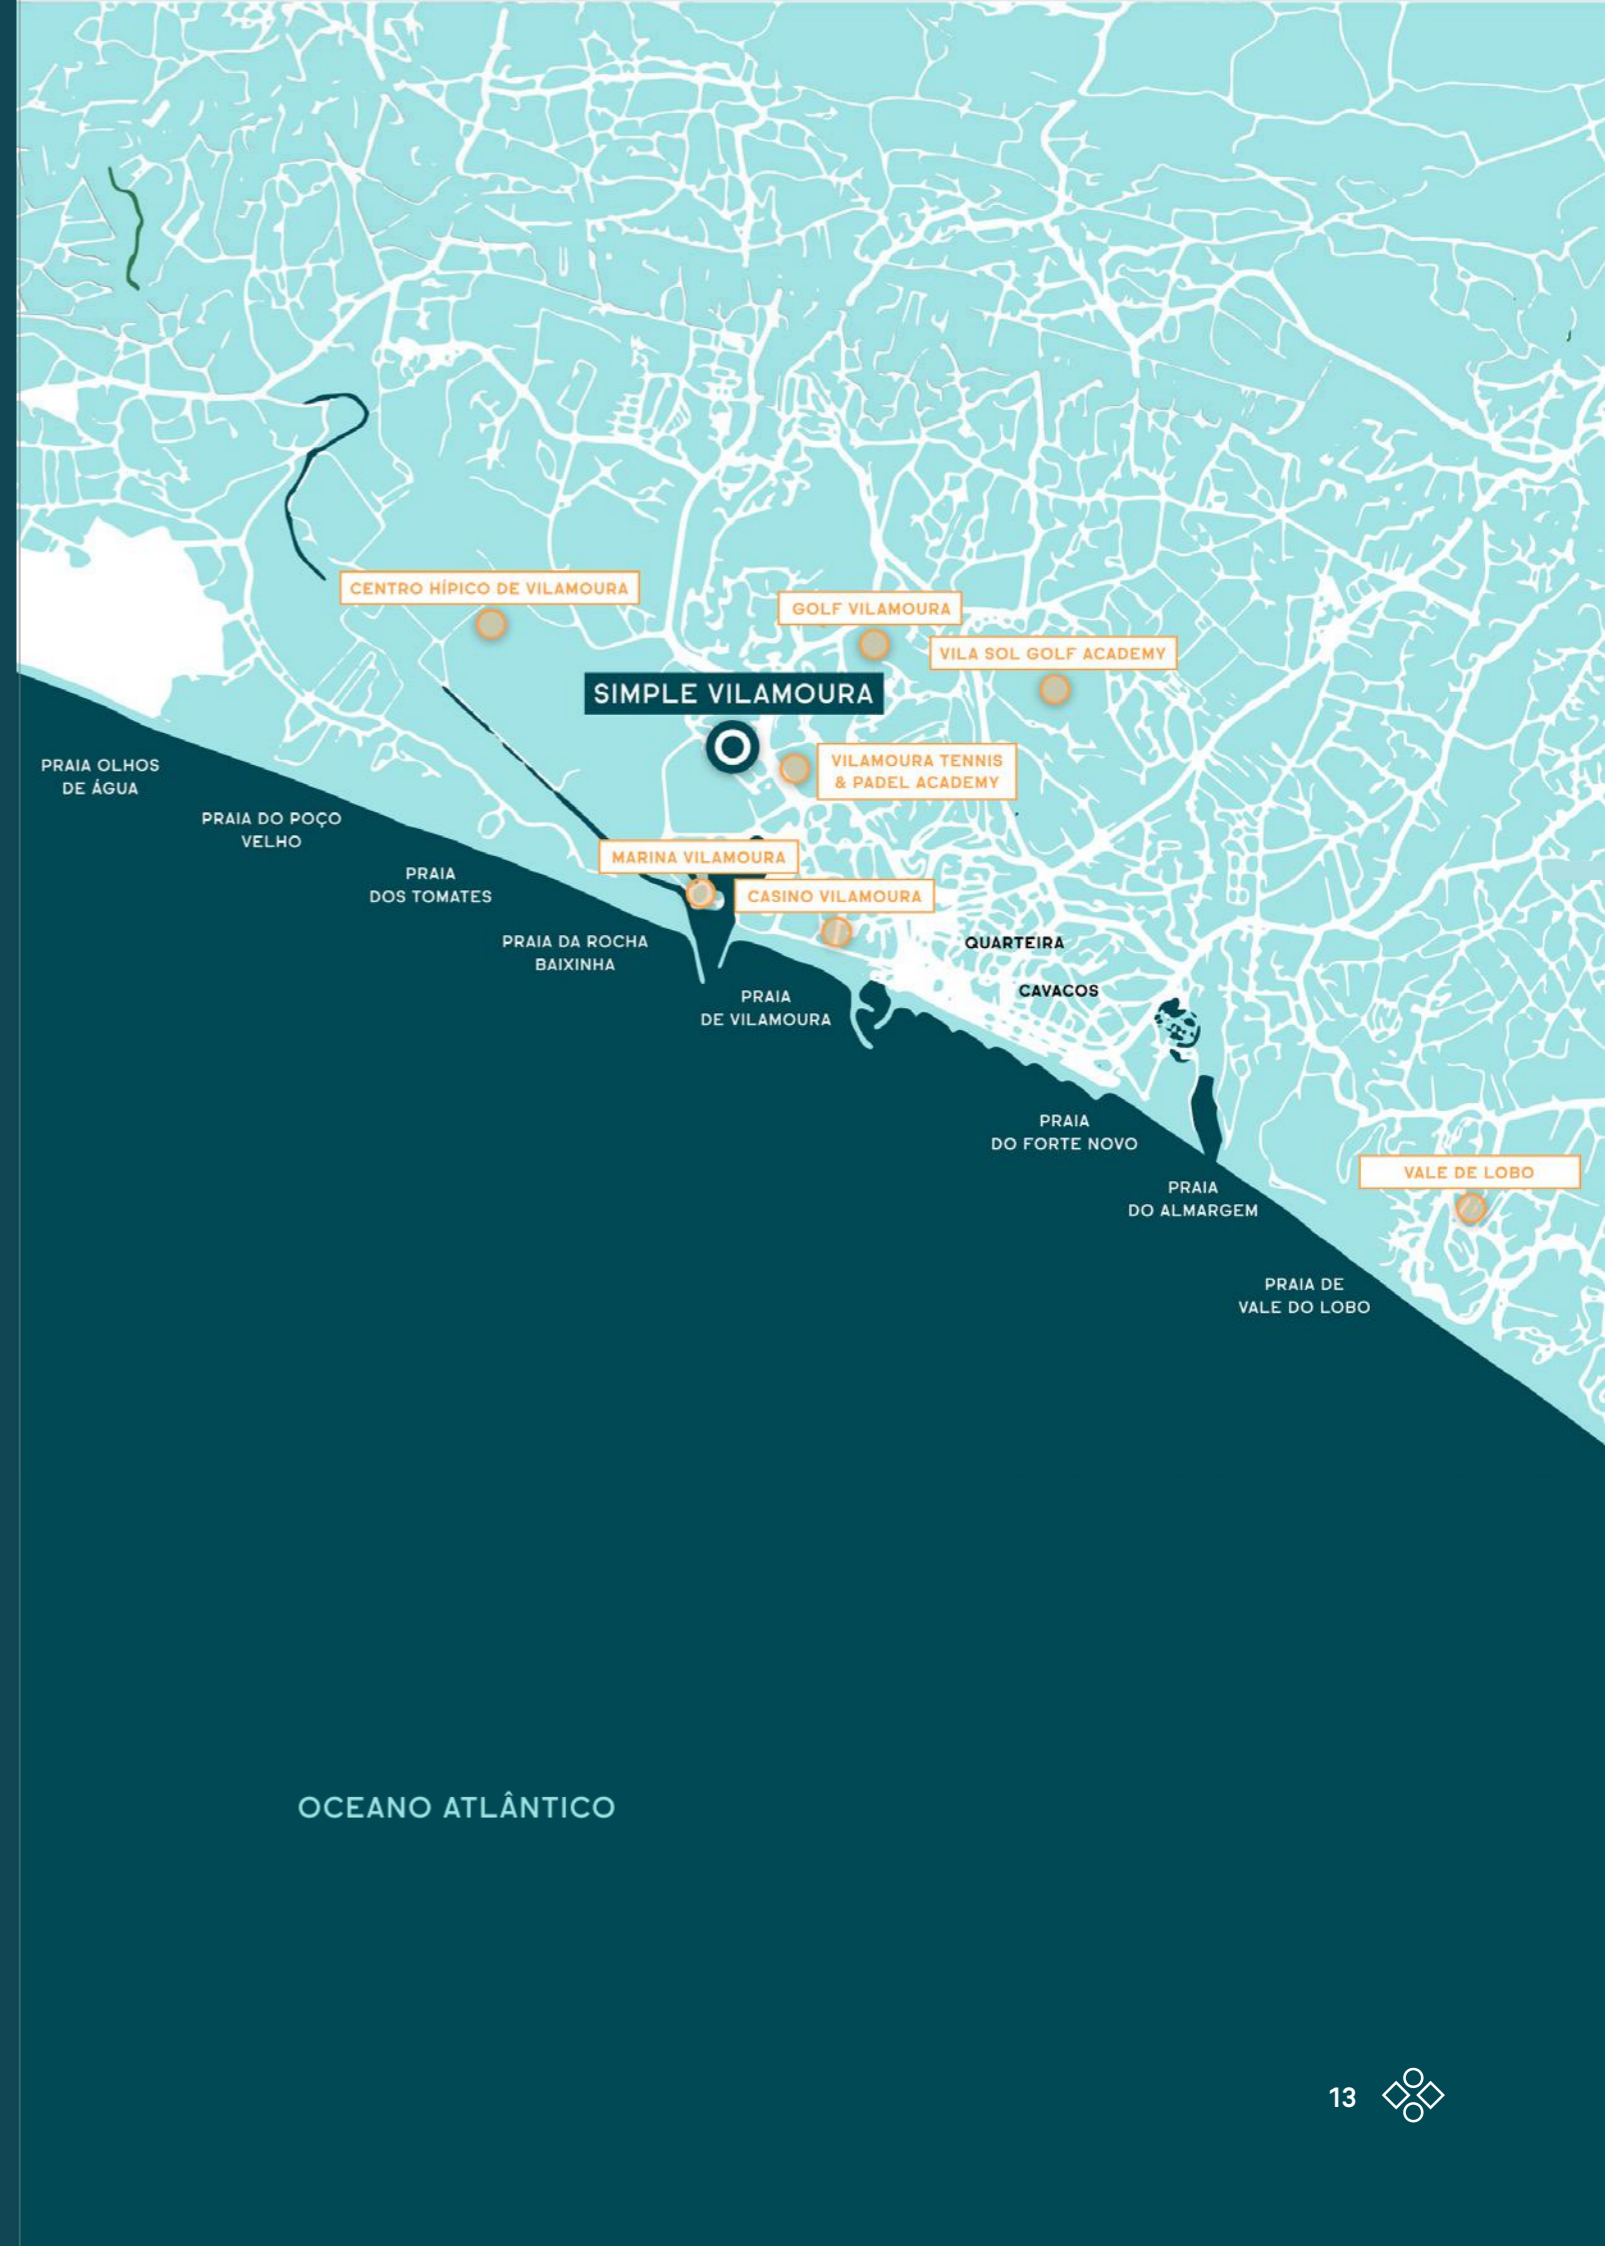 CENTRO HÍPICO DE VILAMOURA
GOLF VILAMOURA
VILA SOL GOLF ACADEMY
SIMPLE VILAMOURA
VILAMOURA TENNIS
& PADEL ACADEMY
PRAIA OLHOS
DE ÁGUA
PRAIA DO POÇO
VELHO
MARINA VILAMOURA
PRAIA
DOS TOMATES
CASINO VILAMOURA
PRAIA DA ROCHA
BAIXINHA
QUARTEIRA
CAVACOS
PRAIA
DE VILAMOURA
PRAIA
DO FORTE NOVO
VALE DE LOBO
PRAIA
DO ALMARGEM
PRAIA DE
VALE DO LOBO
OCEANO ATLÂNTICO
13